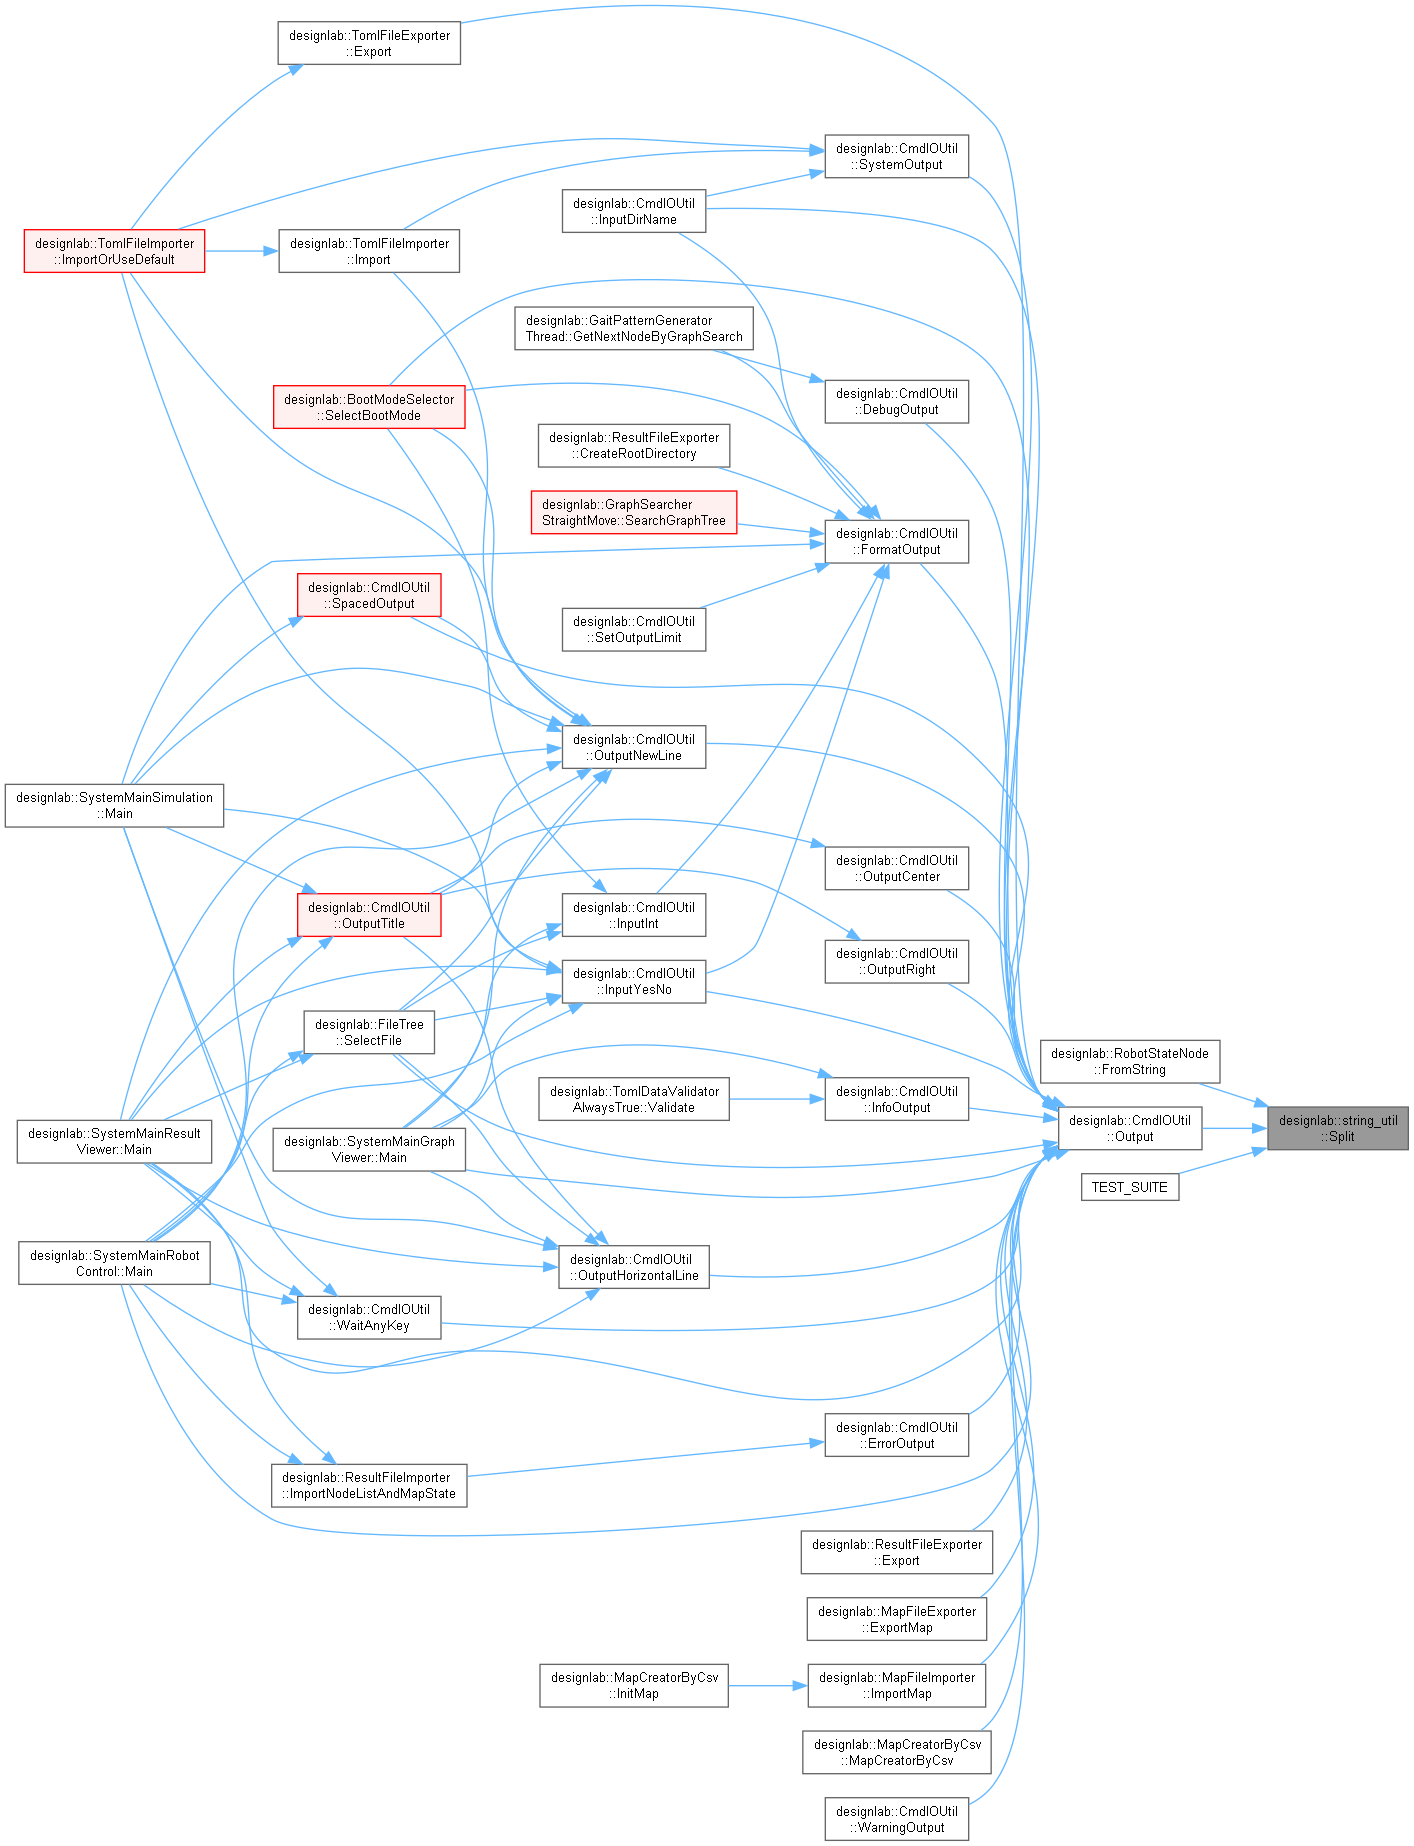 designlab::TomlFileExporter
::Export
designlab::CmdIOUtil
::SystemOutput
designlab::CmdIOUtil
::InputDirName
designlab::TomlFileImporter
::ImportOrUseDefault
designlab::TomlFileImporter
::Import
designlab::GaitPatternGenerator
Thread::GetNextNodeByGraphSearch
designlab::BootModeSelector
::SelectBootMode
designlab::CmdIOUtil
::DebugOutput
designlab::ResultFileExporter
::CreateRootDirectory
designlab::GraphSearcher
StraightMove::SearchGraphTree
designlab::CmdIOUtil
::FormatOutput
designlab::CmdIOUtil
::SpacedOutput
designlab::CmdIOUtil
::SetOutputLimit
designlab::CmdIOUtil
::OutputNewLine
designlab::SystemMainSimulation
::Main
designlab::CmdIOUtil
::OutputCenter
designlab::CmdIOUtil
::OutputTitle
designlab::CmdIOUtil
::InputInt
designlab::CmdIOUtil
::OutputRight
designlab::CmdIOUtil
::InputYesNo
designlab::FileTree
::SelectFile
designlab::RobotStateNode
::FromString
designlab::TomlDataValidator
AlwaysTrue::Validate
designlab::CmdIOUtil
::InfoOutput
designlab::CmdIOUtil
::Output
designlab::string_util
::Split
designlab::SystemMainResult
Viewer::Main
designlab::SystemMainGraph
Viewer::Main
TEST_SUITE
designlab::SystemMainRobot
Control::Main
designlab::CmdIOUtil
::OutputHorizontalLine
designlab::CmdIOUtil
::WaitAnyKey
designlab::CmdIOUtil
::ErrorOutput
designlab::ResultFileImporter
::ImportNodeListAndMapState
designlab::ResultFileExporter
::Export
designlab::MapFileExporter
::ExportMap
designlab::MapCreatorByCsv
::InitMap
designlab::MapFileImporter
::ImportMap
designlab::MapCreatorByCsv
::MapCreatorByCsv
designlab::CmdIOUtil
::WarningOutput